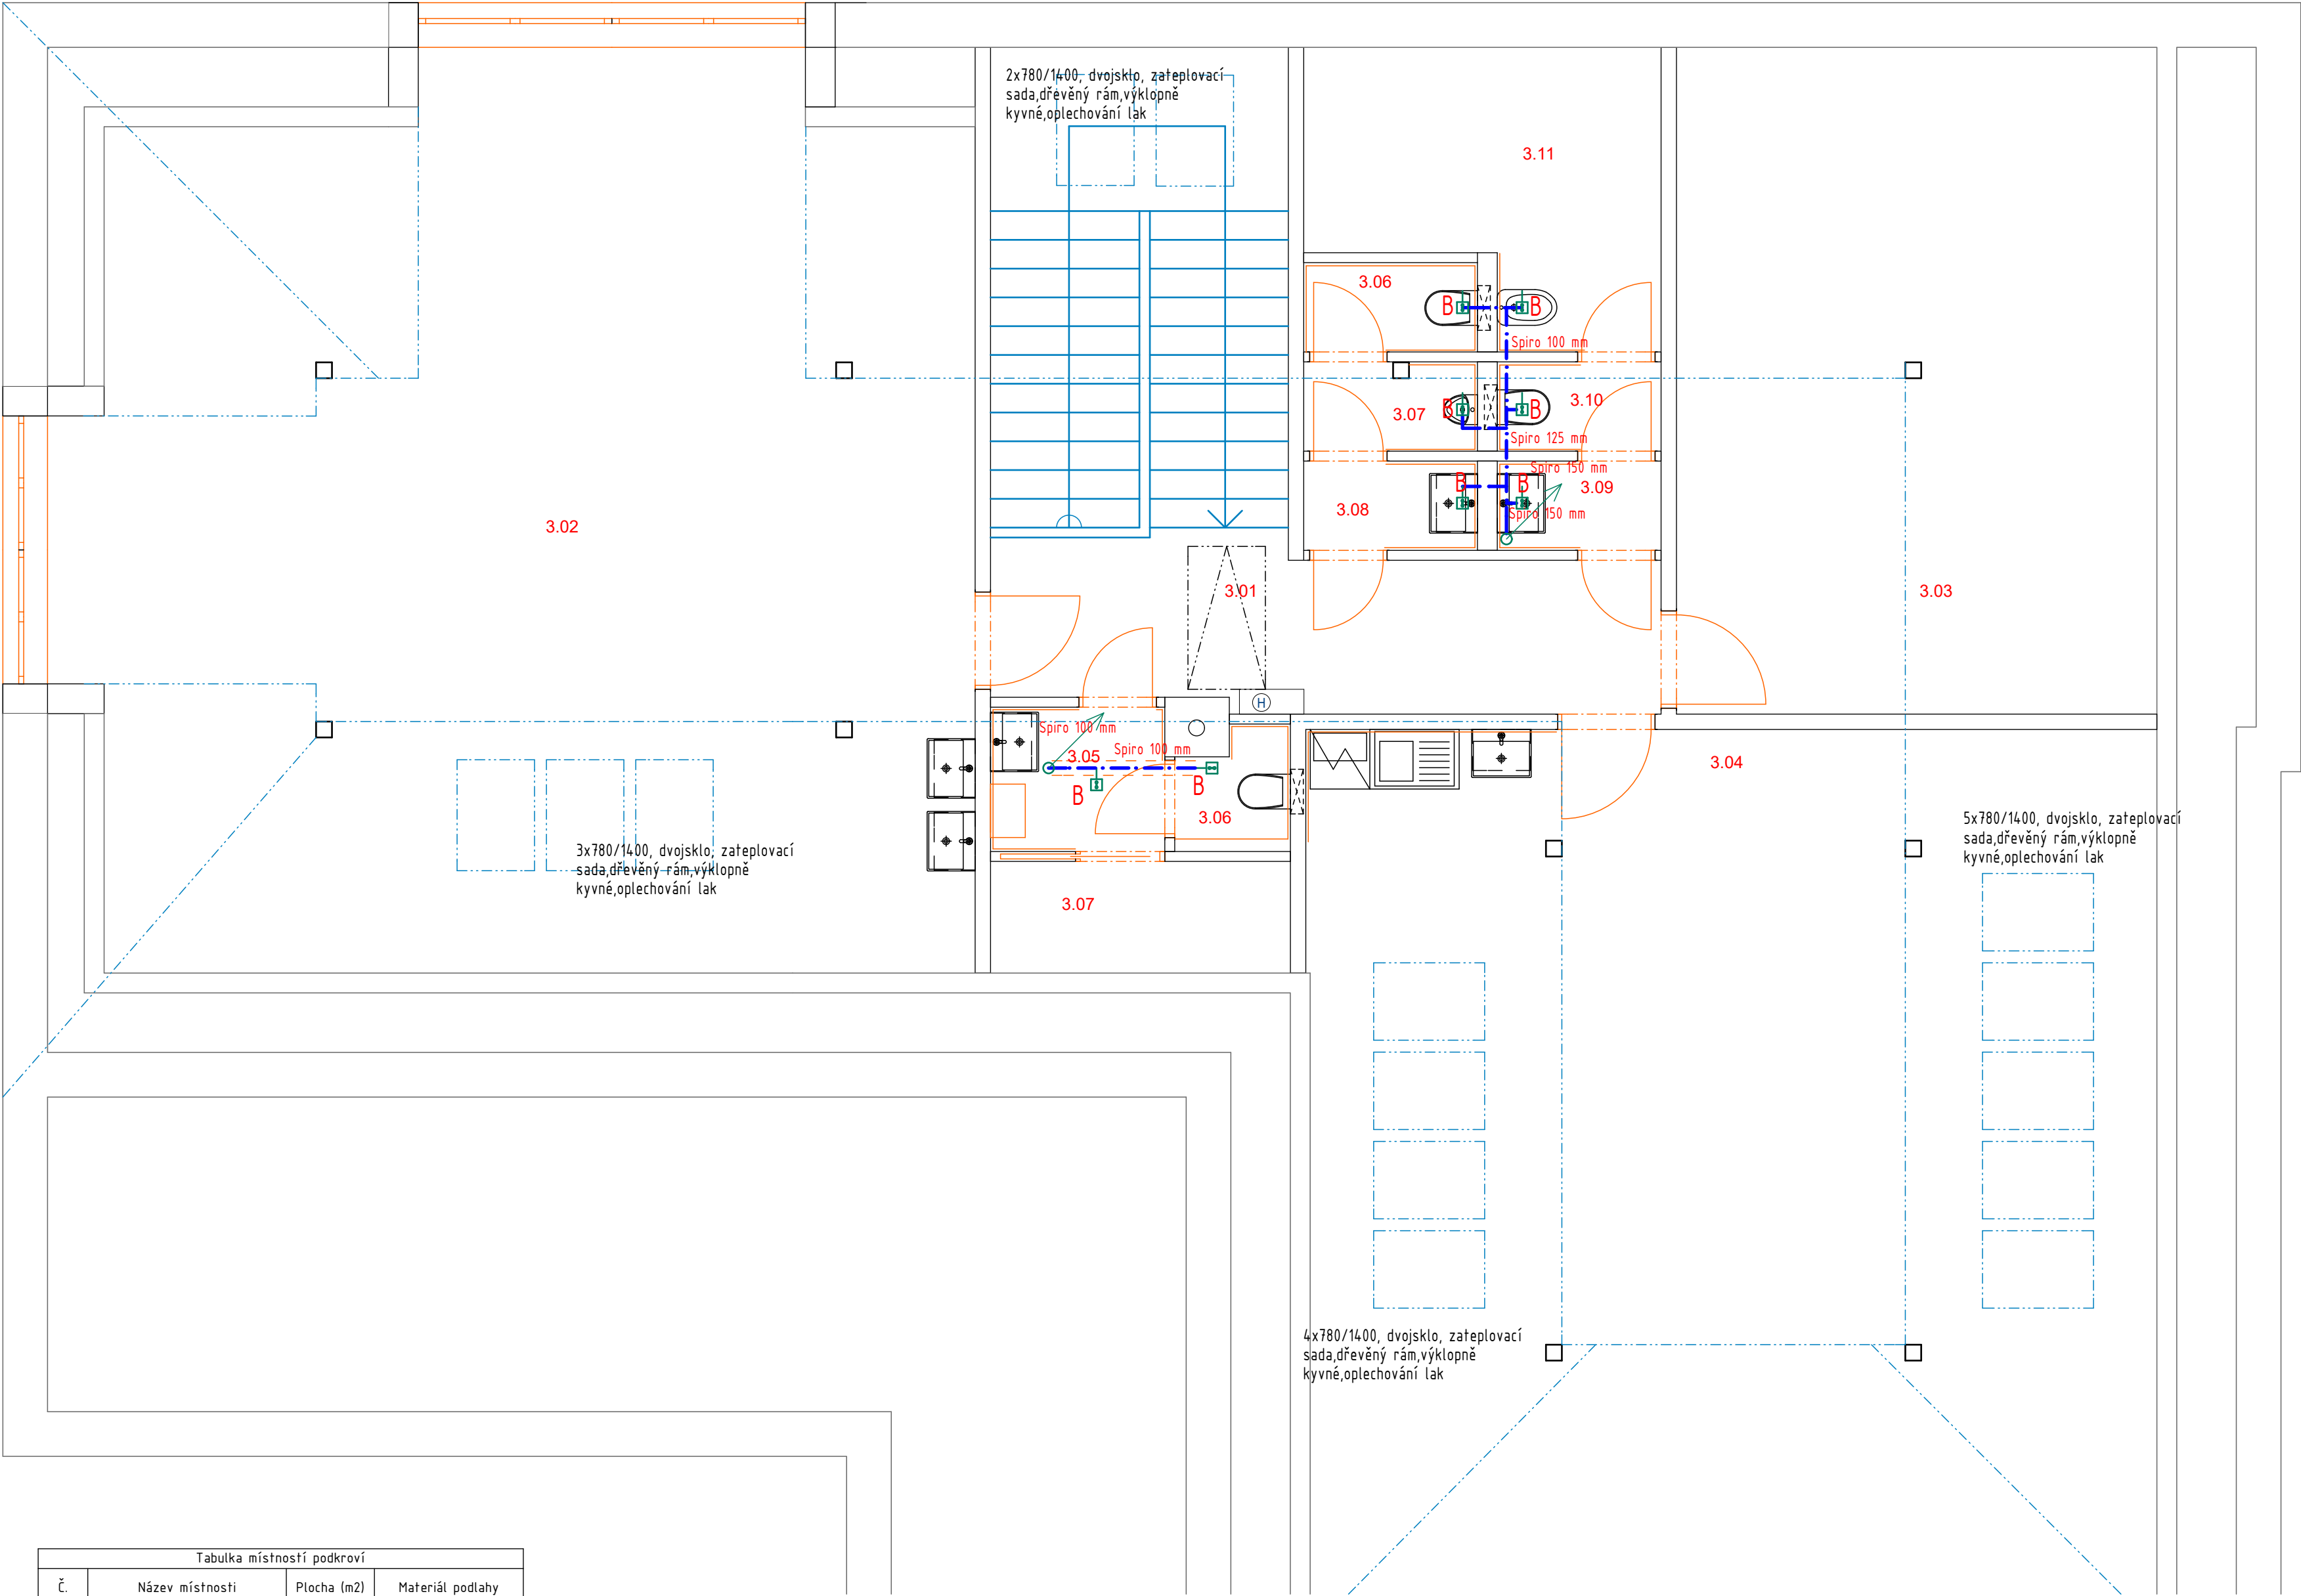 2x780/1400, dvojsklo, zateplovací
sada,dřevěný rám,výklopně
kyvné,oplechování lak
3.11
3.06
B
B
Spiro 100 mm
3.10
B
B
3.07
Spiro 125 mm
Spiro 150 mm
B
B
3.09
3.08
Spiro 150 mm
3.02
3.01
3.03
H
Spiro 100 mm
Spiro 100 mm
3.05
3.04
B
B
3.06
5x780/1400, dvojsklo, zateplovací
sada,dřevěný rám,výklopně
kyvné,oplechování lak
3x780/1400, dvojsklo, zateplovací
sada,dřevěný rám,výklopně
kyvné,oplechování lak
3.07
4x780/1400, dvojsklo, zateplovací
sada,dřevěný rám,výklopně
kyvné,oplechování lak
Tabulka místností podkroví
Č. Název místnosti Plocha (m2) Materiál podlahy